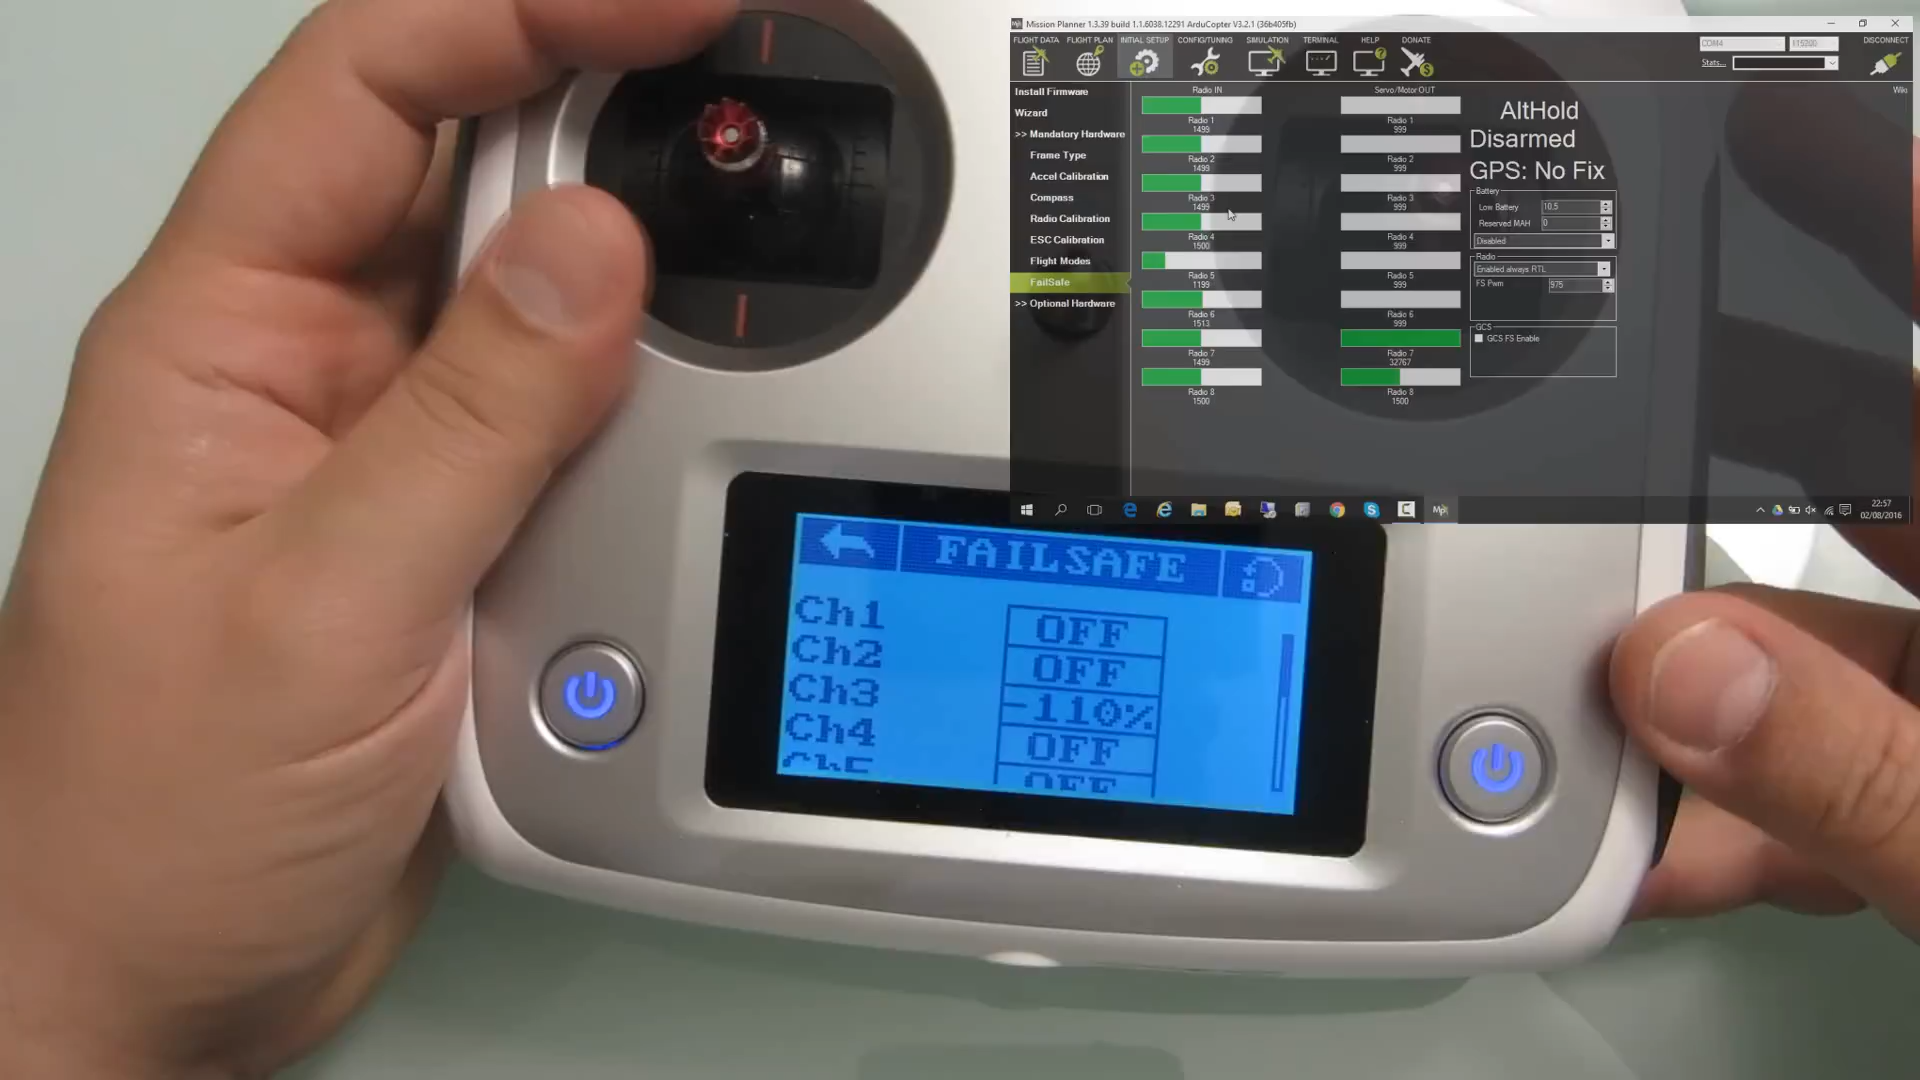 Mission Planner 1.3.39 build 1.1.6038.12291 ArduCopter V3.2.1 (36b405fb)
FLIGHT DATA
FLIGHT PLAN
INITIAL SETUP
CONFIG/TUNING
SIMULATION
TERMINAL
HELP
DONATE
COM4
115200
DISCONNECT
Stats...
Install Firmware
Wizard
>> Mandatory Hardware
Frame Type
Accel Calibration
Compass
Radio Calibration
ESC Calibration
Flight Modes
FailSafe
>> Optional Hardware
Radio IN
Radio 1
1499
Radio 2
1499
Radio 3
1499
Radio 4
1500
Radio 5
1199
Radio 6
1513
Radio 7
1499
Radio 8
1500
Servo/Motor OUT
Radio 1
999
Radio 2
999
Radio 3
999
Radio 4
999
Radio 5
999
Radio 6
999
Radio 7
32767
Radio 8
1500
AltHold
Disarmed
GPS: No Fix
Battery
Low Battery 10.5
Reserved MAH 0
Disabled
Radio
Enabled always RTL
FS Pwm 975
GCS
GCS FS Enable
Wiki
22:57
02/08/2016
FAILSAFE
Ch1 OFF
Ch2 OFF
Ch3 -110%
Ch4 OFF
Ch5 OFF